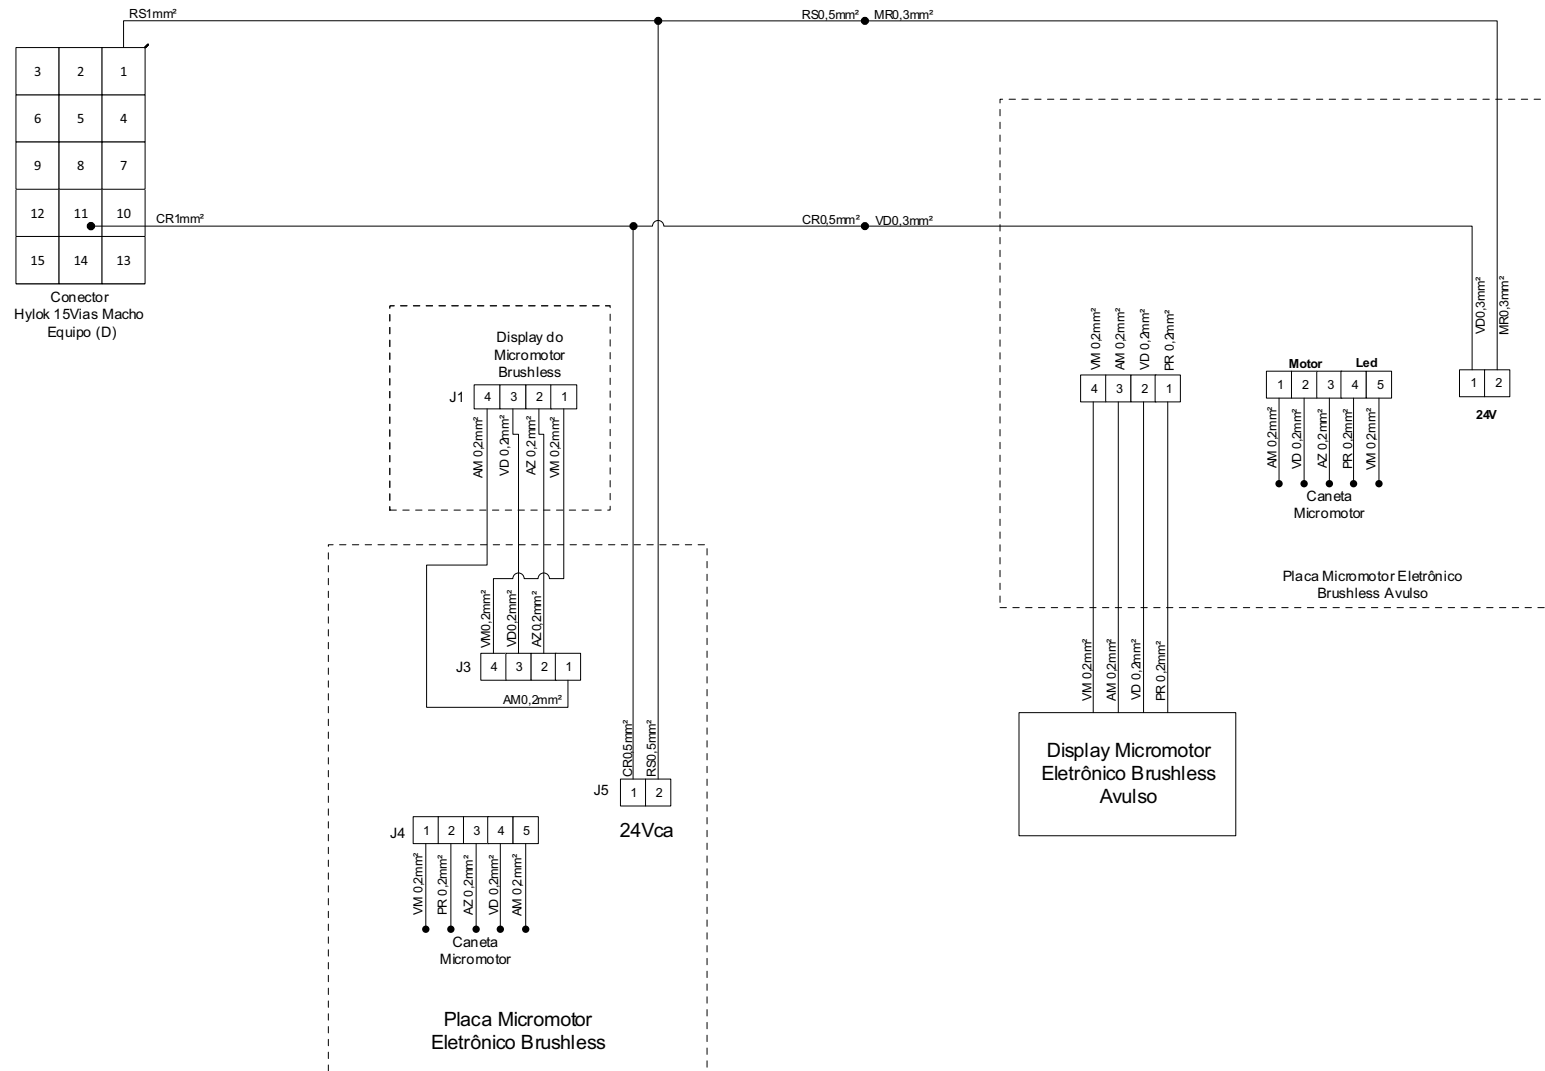 RS1mm²
RS0,5mm² MR0,3mm²
3 2 1
6 5 4
9 8 7
12 11 10
15 14 13
CR1mm²
CR0,5mm² VD0,3mm²
Conector
Hylok 15Vias Macho
Equipo (D)
Display do
Micromotor
Brushless
J1 4 3 2 1
AM 0,2mm² VD 0,2mm² AZ 0,2mm² VM 0,2mm²
VM0,2mm² VD0,2mm² AZ0,2mm²
J3 4 3 2 1
AM0,2mm²
CR0,5mm² RS0,5mm²
J5 1 2
24Vca
J4 1 2 3 4 5
VM 0,2mm² PR 0,2mm² AZ 0,2mm² VD 0,2mm² AM 0,2mm²
Caneta
Micromotor
Placa Micromotor
Eletrônico Brushless
VM 0,2mm² AM 0,2mm² VD 0,2mm² PR 0,2mm²
4 3 2 1
Motor Led
1 2 3 4 5
AM 0,2mm² VD 0,2mm² AZ 0,2mm² PR 0,2mm² VM 0,2mm²
Caneta
Micromotor
VD0,3mm² MR0,3mm²
1 2
24V
Placa Micromotor Eletrônico
Brushless Avulso
VM 0,2mm² AM 0,2mm² VD 0,2mm² PR 0,2mm²
Display Micromotor
Eletrônico Brushless
Avulso